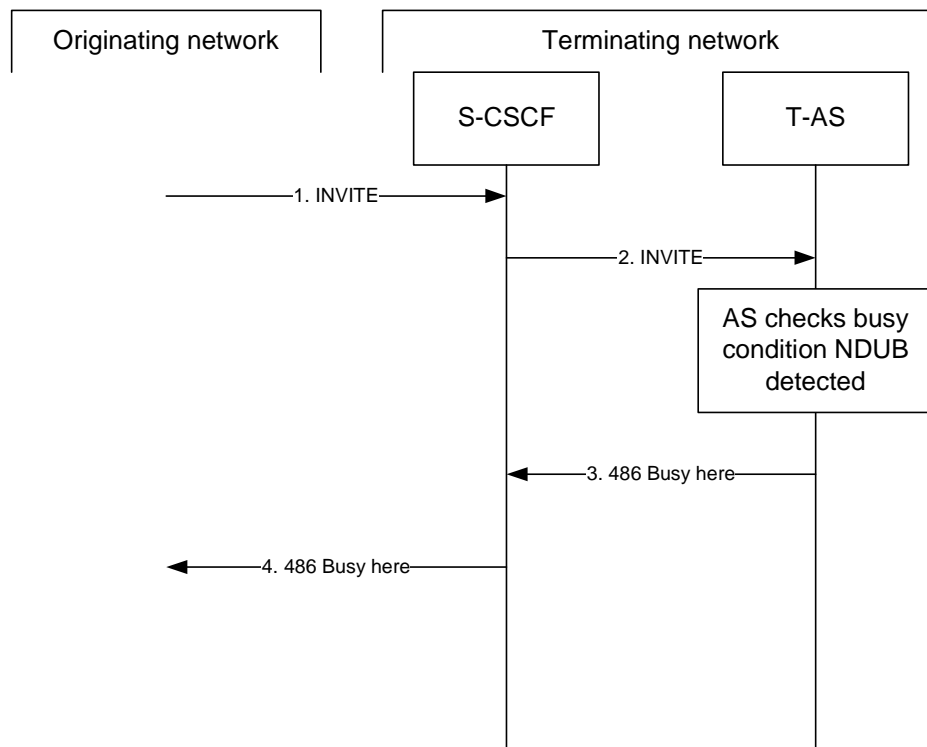 Originating network
Terminating network
S-CSCF
T-AS
1. INVITE
2. INVITE
AS checks busy
condition NDUB
detected
3. 486 Busy here
4. 486 Busy here